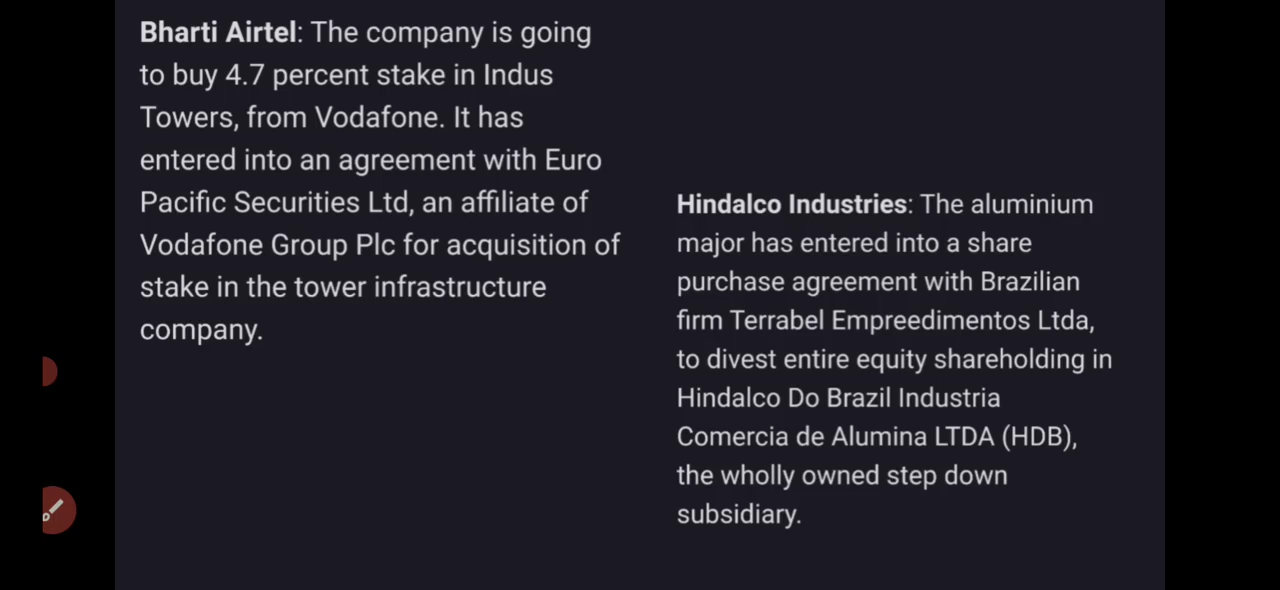 Bharti Airtel: The company is going
to buy 4.7 percent stake in Indus
Towers, from Vodafone. It has
entered into an agreement with Euro
Pacific Securities Ltd, an affiliate of
Vodafone Group Plc for acquisition of
stake in the tower infrastructure
company.
Hindalco Industries: The aluminium
major has entered into a share
purchase agreement with Brazilian
firm Terrabel Empreedimentos Ltda,
to divest entire equity shareholding in
Hindalco Do Brazil Industria
Comercia de Alumina LTDA (HDB),
the wholly owned step down
subsidiary.